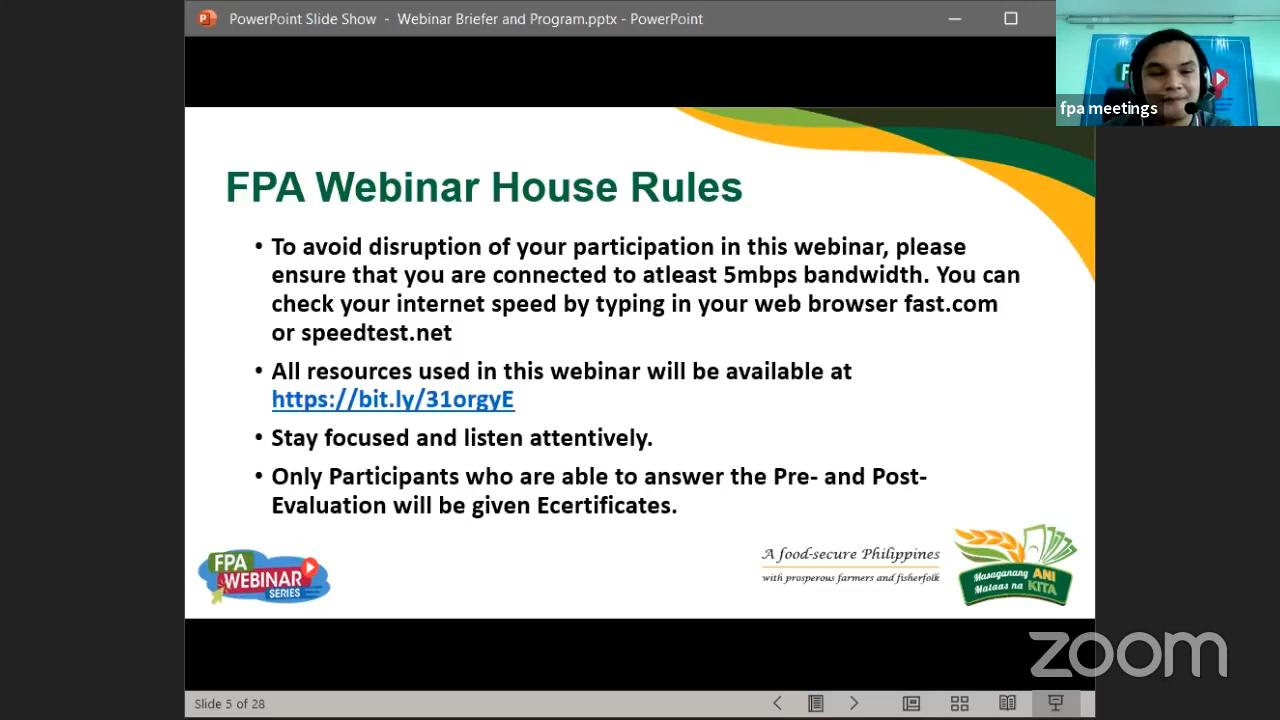 PowerPoint Slide Show - Webinar Briefer and Program.pptx - PowerPoint
fpa meetings
FPA Webinar House Rules
• To avoid disruption of your participation in this webinar, please
ensure that you are connected to atleast 5mbps bandwidth. You can
check your internet speed by typing in your web browser fast.com
or speedtest.net
• All resources used in this webinar will be available at
https://bit.ly/31orgyE
• Stay focused and listen attentively.
• Only Participants who are able to answer the Pre- and Post-
Evaluation will be given Ecertificates.
FPA
WEBINAR
SERIES
A food-secure Philippines
with prosperous farmers and fisherfolk
Masaganang ANI
Mataas na KITA
zoom
Slide 5 of 28